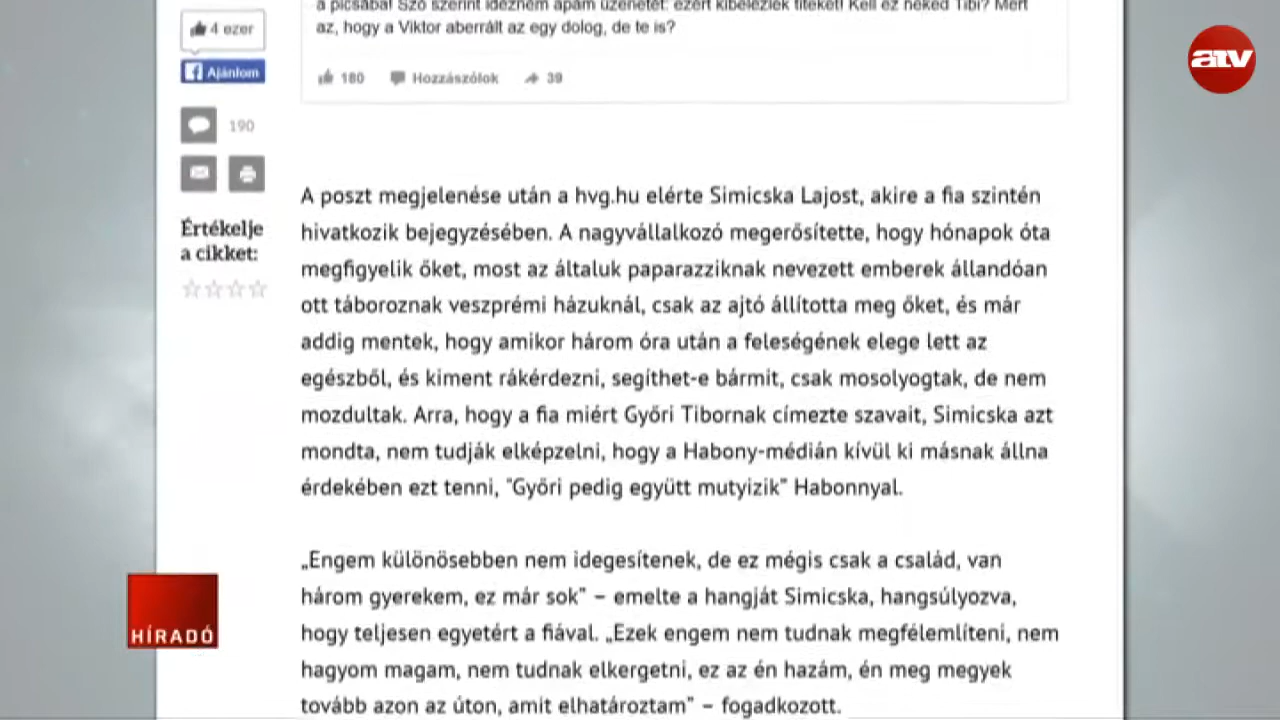 a picsába! Szó szerint idézném apám üzenetét: ezért kibelezlek titeket! Kell ez neked Tibi? Mert
az, hogy a Viktor aberrált az egy dolog, de te is?
180 Hozzászólok 39
4 ezer
Ajánlom
190
Értékelje
a cikket:
A poszt megjelenése után a hvg.hu elérte Simicska Lajost, akire a fia szintén
hivatkozik bejegyzésében. A nagyvállalkozó megerősítette, hogy hónapok óta
megfigyelik őket, most az általuk paparazziknak nevezett emberek állandóan
ott táboroznak veszprémi házuknál, csak az ajtó állította meg őket, és már
addig mentek, hogy amikor három óra után a feleségének elege lett az
egészből, és kiment rákérdezni, segíthet-e bármit, csak mosolyogtak, de nem
mozdultak. Arra, hogy a fia miért Győri Tibornak címezte szavait, Simicska azt
mondta, nem tudják elképzelni, hogy a Habony-médián kívül ki másnak állna
érdekében ezt tenni, "Győri pedig együtt mutyizik" Habonnyal.
„Engem különösebben nem idegesítenek, de ez mégis csak a család, van
három gyerekem, ez már sok” – emelte a hangját Simicska, hangsúlyozva,
hogy teljesen egyetért a fiával. „Ezek engem nem tudnak megfélemlíteni, nem
hagyom magam, nem tudnak elkergetni, ez az én hazám, én meg megyek
tovább azon az úton, amit elhatároztam” – fogadkozott.
HÍRADÓ
atv